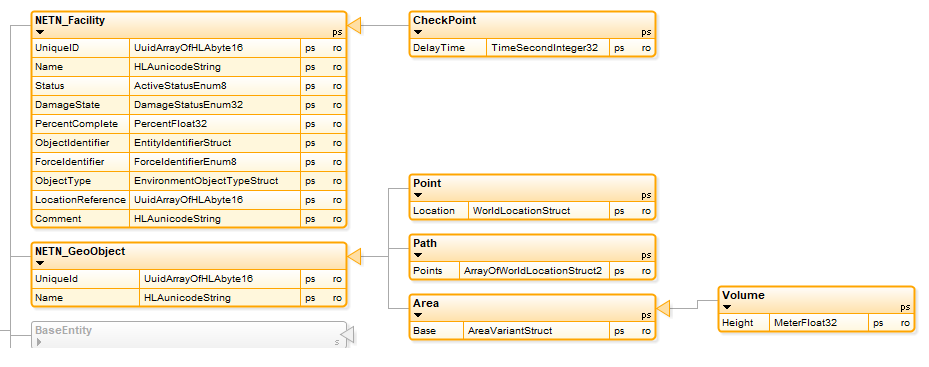 NETN_Facility
ps
UniqueID UuidArrayOfHLAbyte16 ps ro
Name HLAunicodeString ps ro
Status ActiveStatusEnum8 ps ro
DamageState DamageStatusEnum32 ps ro
PercentComplete PercentFloat32 ps ro
ObjectIdentifier EntityIdentifierStruct ps ro
ForceIdentifier ForceIdentifierEnum8 ps ro
ObjectType EnvironmentObjectTypeStruct ps ro
LocationReference UuidArrayOfHLAbyte16 ps ro
Comment HLAunicodeString ps ro
CheckPoint
ps
DelayTime TimeSecondInteger32 ps ro
NETN_GeoObject
ps
UniqueId UuidArrayOfHLAbyte16 ps ro
Name HLAunicodeString ps ro
Point
ps
Location WorldLocationStruct ps ro
Path
ps
Points ArrayOfWorldLocationStruct2 ps ro
Area
ps
Base AreaVariantStruct ps ro
Volume
ps
Height MeterFloat32 ps ro
BaseEntity
s